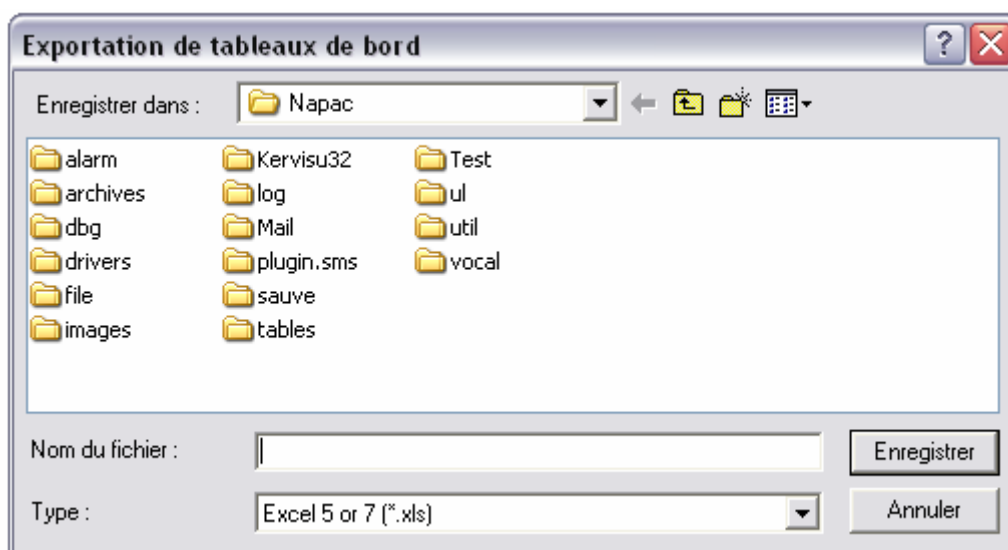 Exportation de tableaux de bord
Enregistrer dans :
Napac
alarm
archives
dbg
drivers
file
images
Kervisu32
log
Mail
plugin.sms
sauve
tables
Test
ul
util
vocal
Nom du fichier :
Enregistrer
Type :
Excel 5 or 7 (*.xls)
Annuler